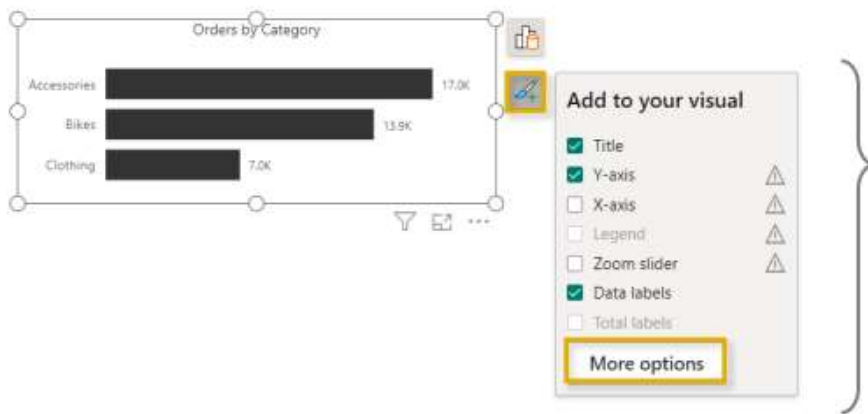 Orders by Category
Accessories
17.0K
Bikes
13.9K
Clothing
7.0K
Add to your visual
Title
Y-axis
X-axis
Legend
Zoom slider
Data labels
Total labels
More options